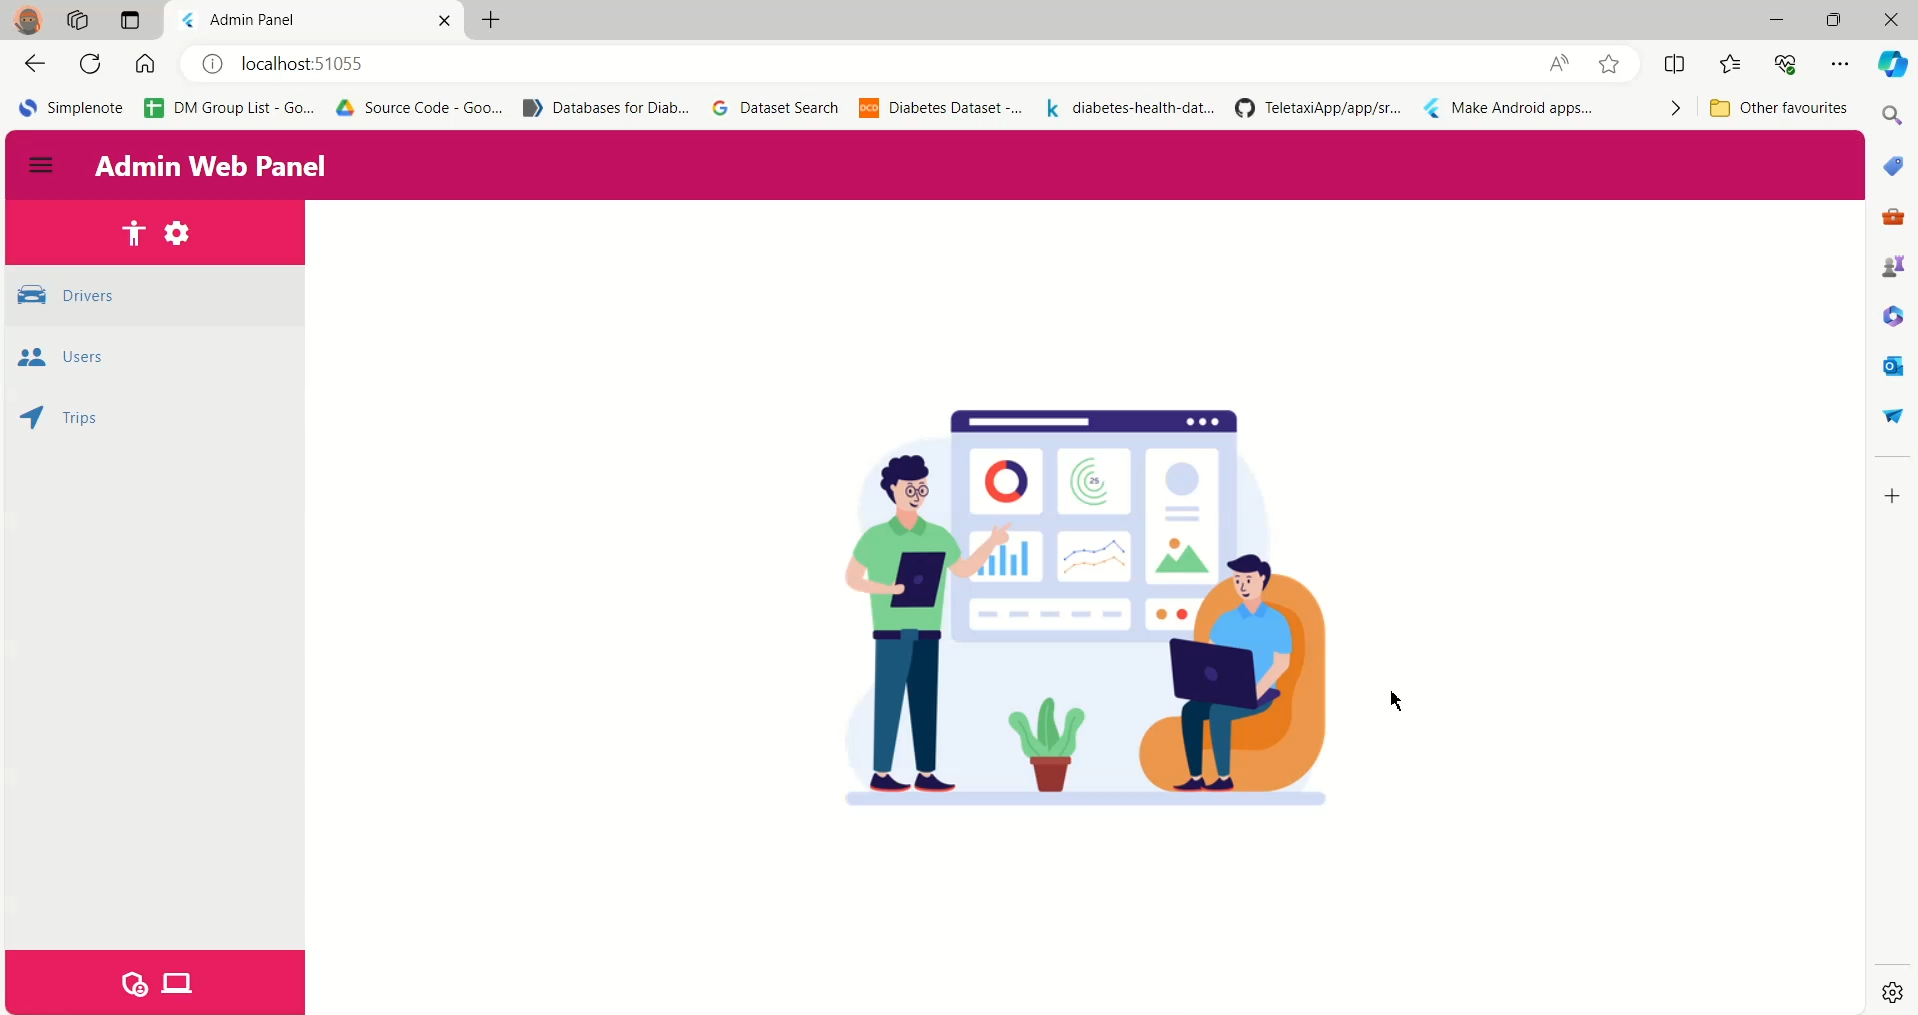 Admin Panel
localhost:51055
Simplenote
DM Group List - Go...
Source Code - Goo...
Databases for Diab...
Dataset Search
Diabetes Dataset -...
diabetes-health-dat...
TeletaxiApp/app/sr...
Make Android apps...
Other favourites
Admin Web Panel
Drivers
Users
Trips
25